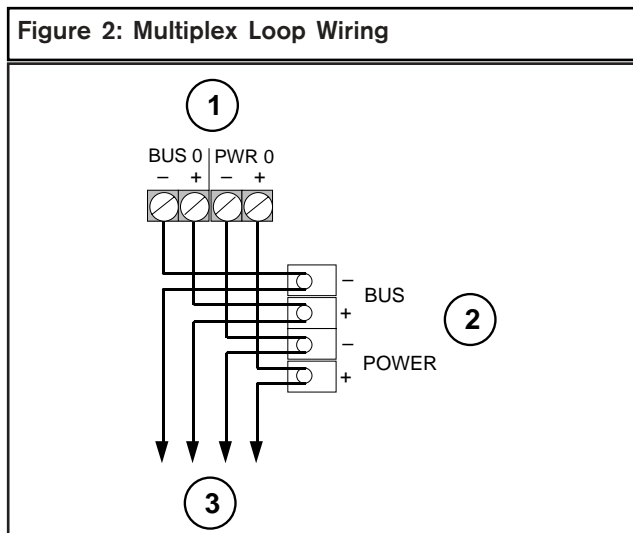 Figure 2: Multiplex Loop Wiring
1
BUS 0 PWR 0
– + – +
–
BUS
+
2
–
POWER
+
3